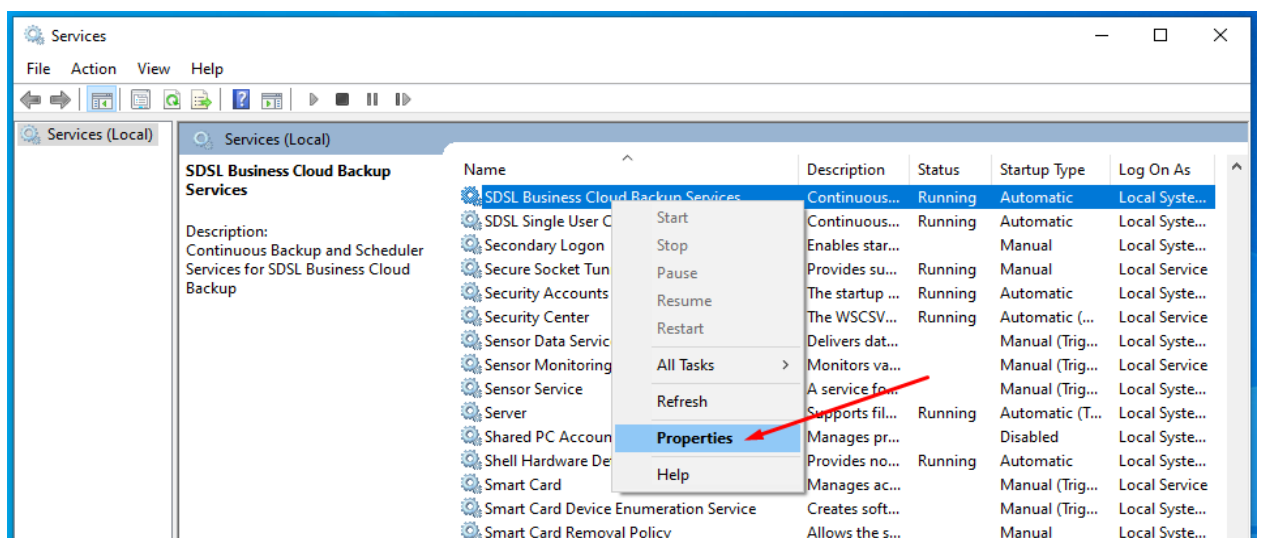 Services
File Action View Help
Services (Local)
Services (Local)
SDSL Business Cloud Backup
Services
Description:
Continuous Backup and Scheduler
Services for SDSL Business Cloud
Backup
Name Description Status Startup Type Log On As
SDSL Business Cloud Backup Services Continuous... Running Automatic Local Syste...
SDSL Single User C Continuous... Running Automatic Local Syste...
Secondary Logon Enables star... Manual Local Syste...
Secure Socket Tun Provides su... Running Manual Local Service
Security Accounts The startup ... Running Automatic Local Syste...
Security Center The WSCSV... Running Automatic (... Local Service
Sensor Data Servic Delivers dat... Manual (Trig... Local Syste...
Sensor Monitoring Monitors va... Manual (Trig... Local Service
Sensor Service A service fo... Manual (Trig... Local Syste...
Server Supports fil... Running Automatic (T... Local Syste...
Shared PC Accoun Manages pr... Disabled Local Syste...
Shell Hardware De Provides no... Running Automatic Local Syste...
Smart Card Manages ac... Manual (Trig... Local Service
Smart Card Device Enumeration Service Creates soft... Manual (Trig... Local Syste...
Smart Card Removal Policy Allows the s... Manual Local Syste...
Start
Stop
Pause
Resume
Restart
All Tasks
Refresh
Properties
Help